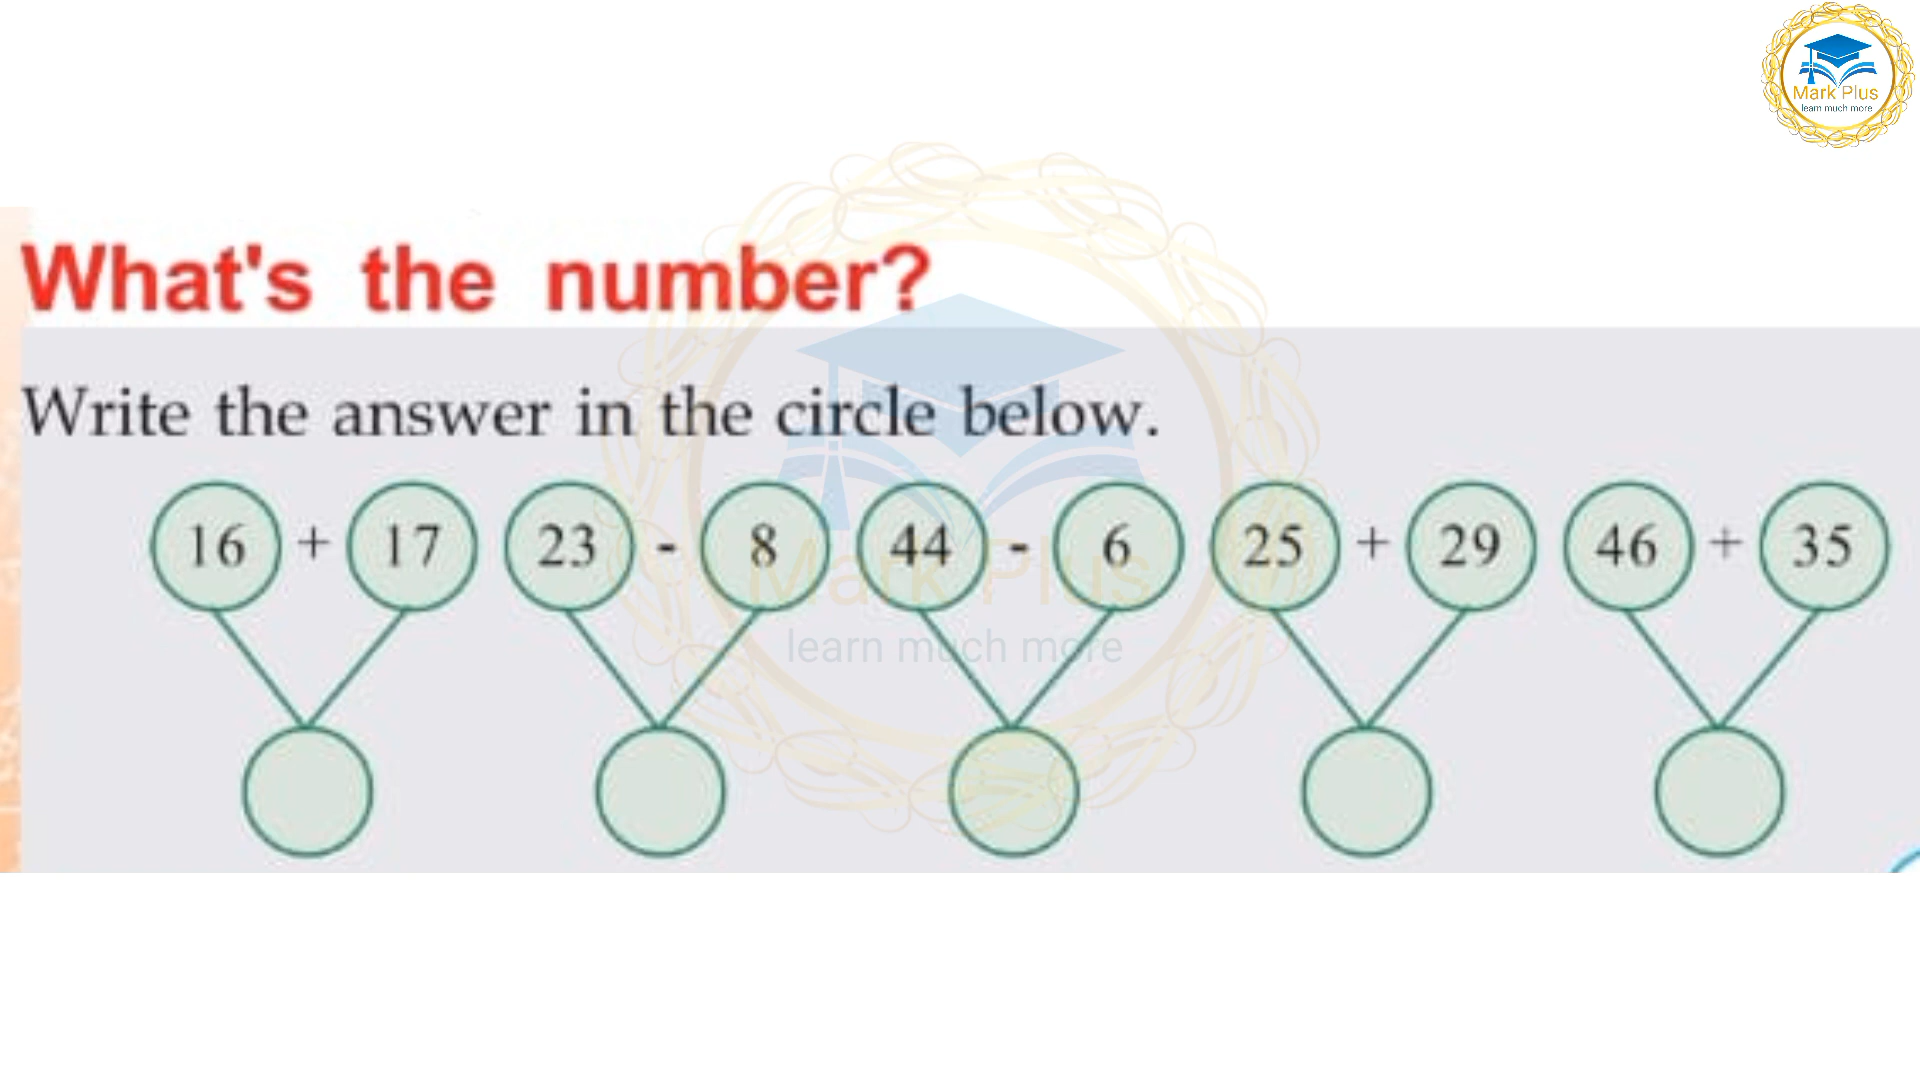 Mark Plus
learn much more
What's the number?
Write the answer in the circle below.
16 + 17 23 - 8 44 - 6 25 + 29 46 + 35
Mark Plus
learn much more